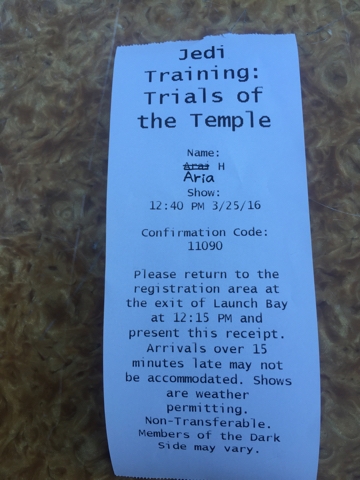 Jedi
Training:
Trials of
the Temple
Name:
Araa H
Aria
Show:
12:40 PM 3/25/16
Confirmation Code:
11090
Please return to the
registration area at
the exit of Launch Bay
at 12:15 PM and
present this receipt.
Arrivals over 15
minutes late may not
be accommodated. Shows
are weather
permitting.
Non-Transferable.
Members of the Dark
Side may vary.